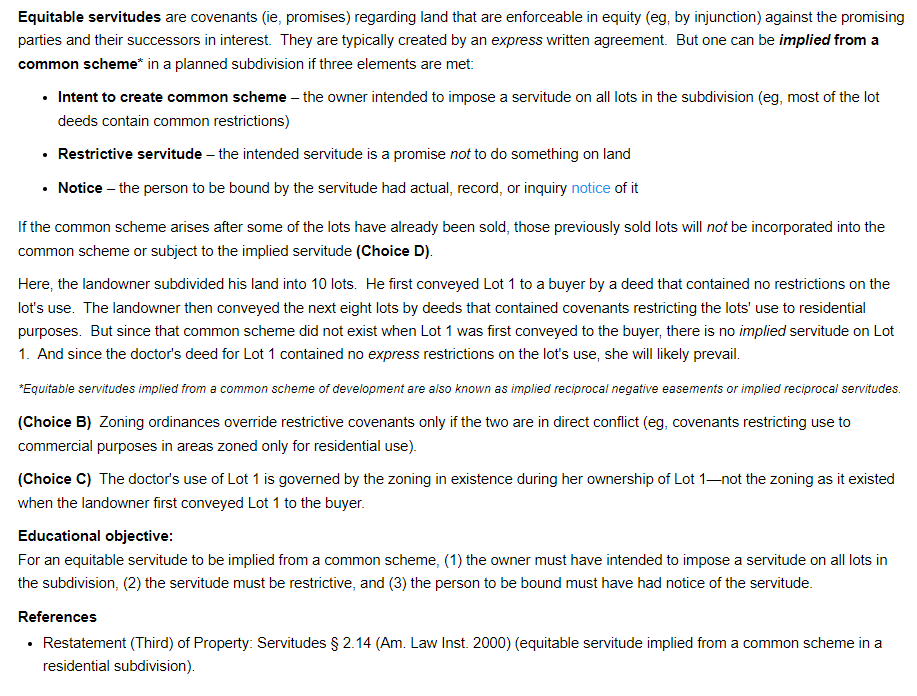 Equitable servitudes are covenants (ie, promises) regarding land that are enforceable in equity (eg, by injunction) against the promising
parties and their successors in interest. They are typically created by an express written agreement. But one can be implied from a
common scheme* in a planned subdivision if three elements are met:
• Intent to create common scheme – the owner intended to impose a servitude on all lots in the subdivision (eg, most of the lot
deeds contain common restrictions)
• Restrictive servitude – the intended servitude is a promise not to do something on land
• Notice – the person to be bound by the servitude had actual, record, or inquiry notice of it
If the common scheme arises after some of the lots have already been sold, those previously sold lots will not be incorporated into the
common scheme or subject to the implied servitude (Choice D).
Here, the landowner subdivided his land into 10 lots. He first conveyed Lot 1 to a buyer by a deed that contained no restrictions on the
lot's use. The landowner then conveyed the next eight lots by deeds that contained covenants restricting the lots' use to residential
purposes. But since that common scheme did not exist when Lot 1 was first conveyed to the buyer, there is no implied servitude on Lot
1. And since the doctor's deed for Lot 1 contained no express restrictions on the lot's use, she will likely prevail.
*Equitable servitudes implied from a common scheme of development are also known as implied reciprocal negative easements or implied reciprocal servitudes.
(Choice B) Zoning ordinances override restrictive covenants only if the two are in direct conflict (eg, covenants restricting use to
commercial purposes in areas zoned only for residential use).
(Choice C) The doctor's use of Lot 1 is governed by the zoning in existence during her ownership of Lot 1—not the zoning as it existed
when the landowner first conveyed Lot 1 to the buyer.
Educational objective:
For an equitable servitude to be implied from a common scheme, (1) the owner must have intended to impose a servitude on all lots in
the subdivision, (2) the servitude must be restrictive, and (3) the person to be bound must have had notice of the servitude.
References
• Restatement (Third) of Property: Servitudes § 2.14 (Am. Law Inst. 2000) (equitable servitude implied from a common scheme in a
residential subdivision).